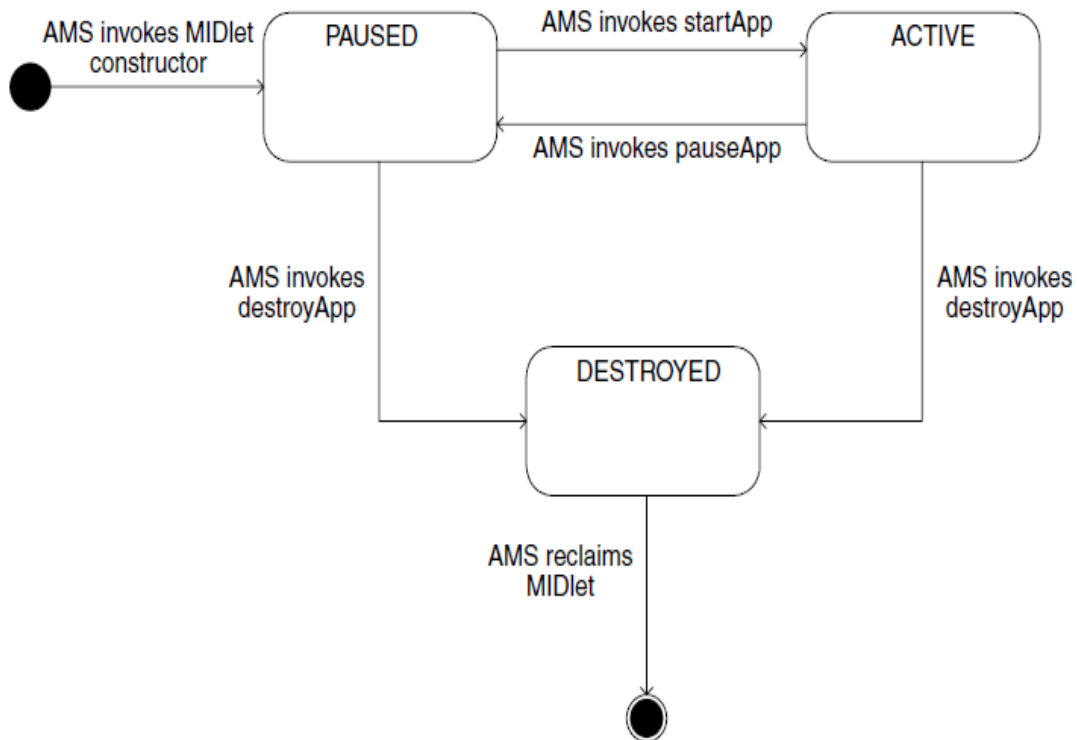 AMS invokes MIDlet
constructor
PAUSED
AMS invokes startApp
ACTIVE
AMS invokes pauseApp
AMS invokes
destroyApp
AMS invokes
destroyApp
DESTROYED
AMS reclaims
MIDlet